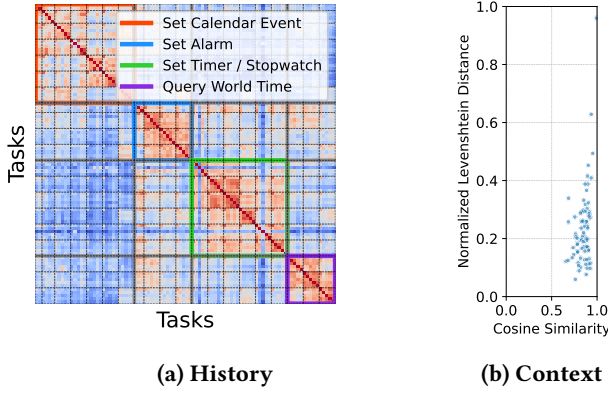 Set Calendar Event
Set Alarm
Set Timer / Stopwatch
Query World Time
Tasks
Tasks
(a) History
Normalized Levenshtein Distance
1.0
0.8
0.6
0.4
0.2
0.0
0.0 0.5 1.0
Cosine Similarity
(b) Context